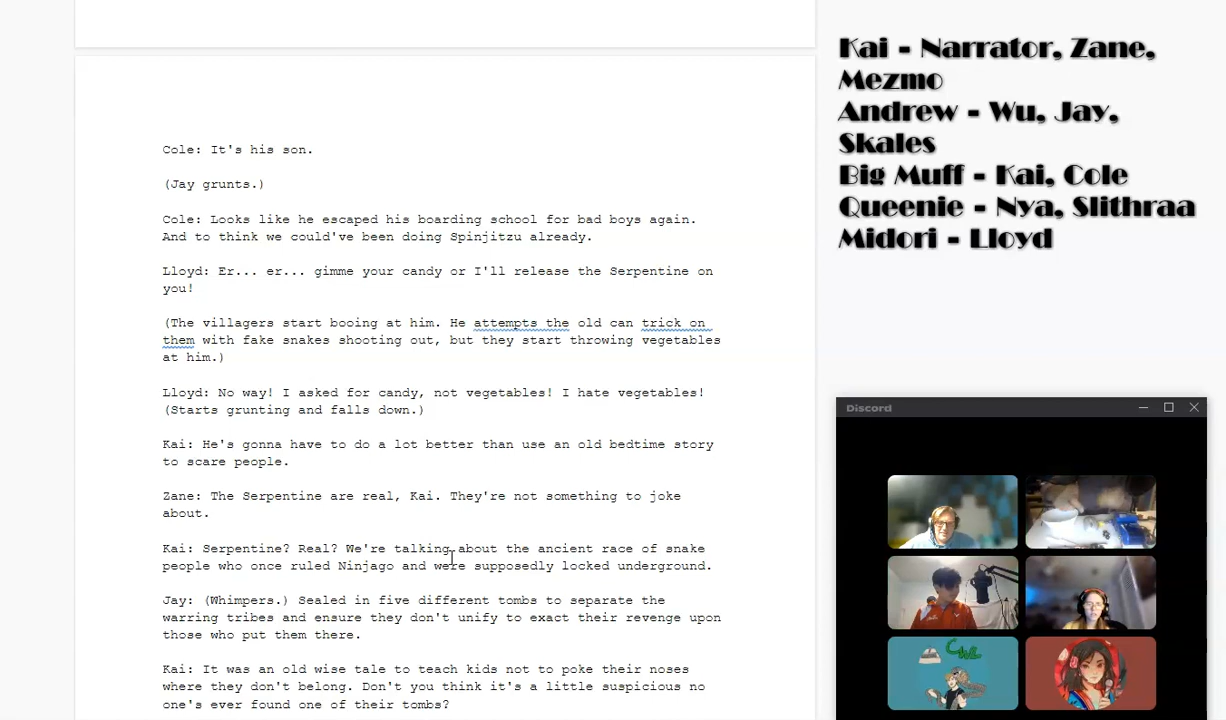 Cole: It's his son.
(Jay grunts.)
Cole: Looks like he escaped his boarding school for bad boys again.
And to think we could've been doing Spinjitzu already.
Lloyd: Er... er... gimme your candy or I'll release the Serpentine on
you!
(The villagers start booing at him. He attempts the old can trick on
them with fake snakes shooting out, but they start throwing vegetables
at him.)
Lloyd: No way! I asked for candy, not vegetables! I hate vegetables!
(Starts grunting and falls down.)
Kai: He's gonna have to do a lot better than use an old bedtime story
to scare people.
Zane: The Serpentine are real, Kai. They're not something to joke
about.
Kai: Serpentine? Real? We're talking about the ancient race of snake
people who once ruled Ninjago and were supposedly locked underground.
Jay: (Whimpers.) Sealed in five different tombs to separate the
warring tribes and ensure they don't unify to exact their revenge upon
those who put them there.
Kai: It was an old wise tale to teach kids not to poke their noses
where they don't belong. Don't you think it's a little suspicious no
one's ever found one of their tombs?
Kai - Narrator, Zane,
Mezmo
Andrew - Wu, Jay,
Skales
Big Muff - Kai, Cole
Queenie - Nya, Slithraa
Midori - Lloyd
Discord